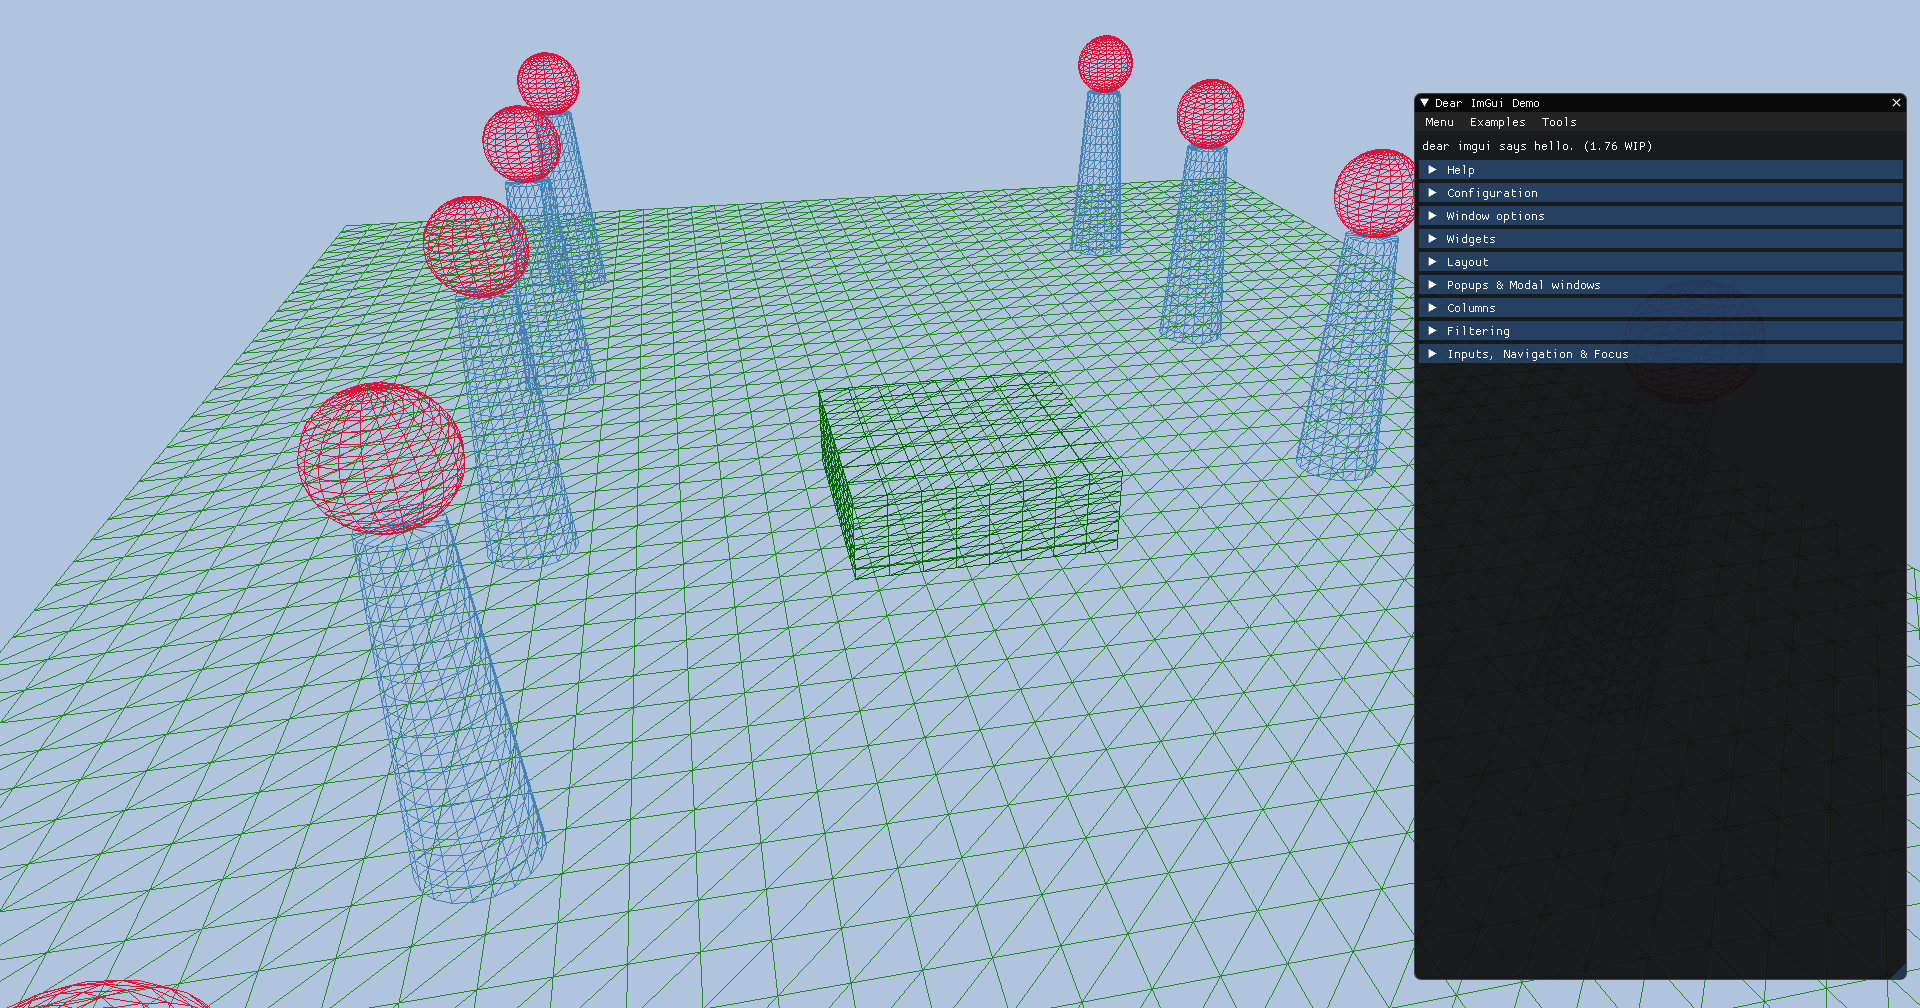 Dear ImGui Demo
Menu Examples Tools
dear imgui says hello. (1.76 WIP)
Help
Configuration
Window options
Widgets
Layout
Popups & Modal windows
Columns
Filtering
Inputs, Navigation & Focus